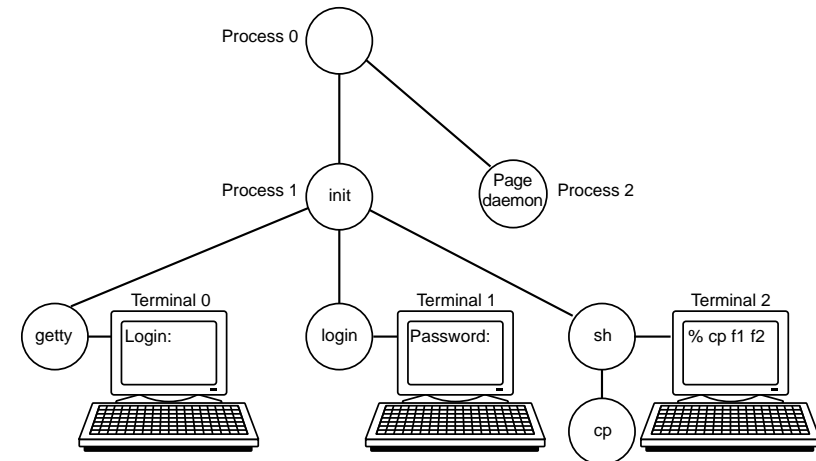 Process 0
Page
daemon
Process 1
init
Process 2
Terminal 0
Terminal 1
Terminal 2
getty
Login:
login
Password:
sh
% cp f1 f2
cp